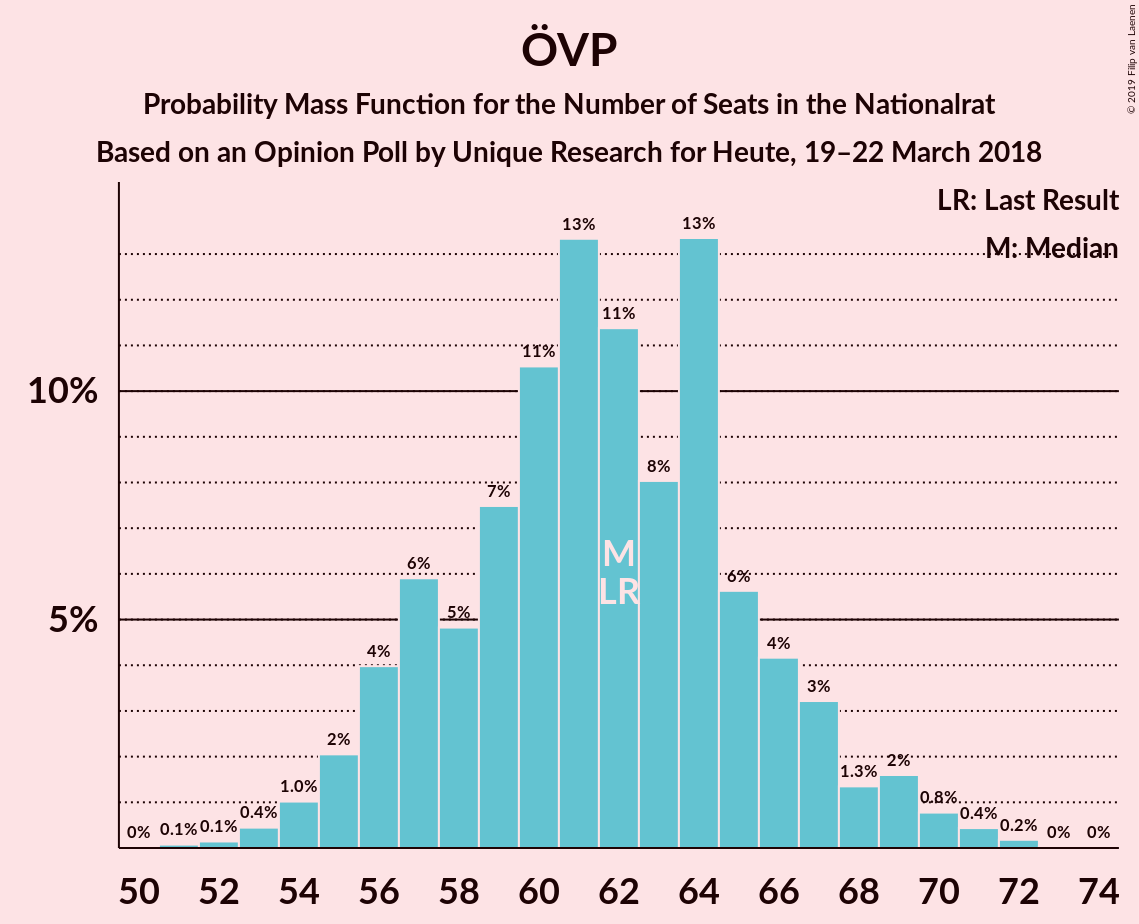 ÖVP
Probability Mass Function for the Number of Seats in the Nationalrat
Based on an Opinion Poll by Unique Research for Heute, 19–22 March 2018
© 2019 Filip van Laenen
LR: Last Result
M: Median
13% 13%
11%
11%
10%
8%
7%
M
6% 6%
LR
5%
5%
4% 4%
3%
2% 2%
1.3%
1.0% 0.8%
0.4% 0.4%
0% 0.1% 0.1% 0.2% 0% 0%
50 52 54 56 58 60 62 64 66 68 70 72 74